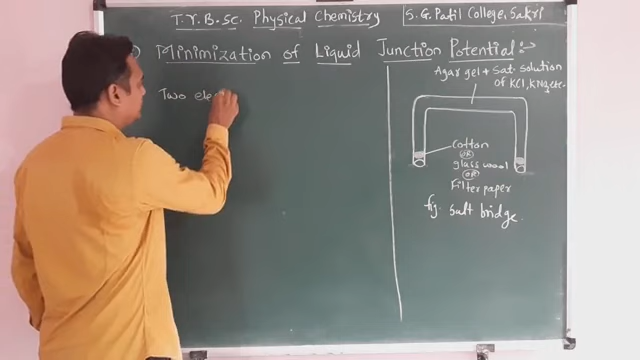 T.Y.B.Sc. Physical Chemistry
S. G. Patil College, Sakri
) Minimization of Liquid Junction Potential :→
Two ele
Agar gel + Sat. solution
of KCl, KNO3 etc.
Cotton
OR
glass wool
OR
Filter paper
fig. Salt bridge.